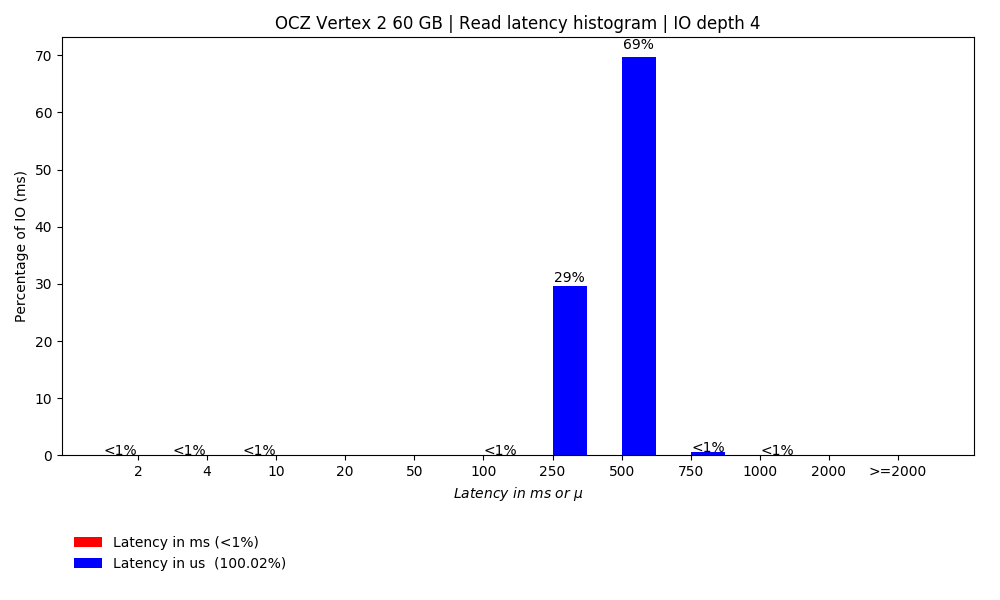 OCZ Vertex 2 60 GB | Read latency histogram | IO depth 4
69%
29%
<1%
<1%
<1%
<1%
<1%
<1%
70
60
50
40
30
20
10
0
Percentage of IO (ms)
2 4 10 20 50 100 250 500 750 1000 2000 >=2000
Latency in ms or μ
Latency in ms (<1%)
Latency in us (100.02%)